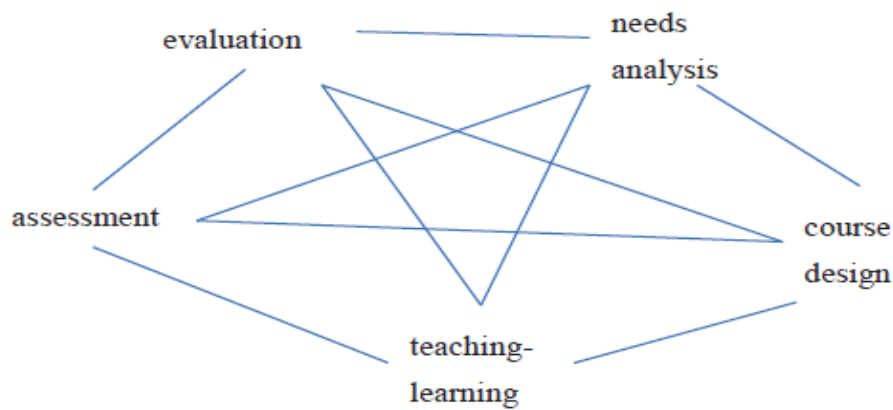 evaluation
needs
analysis
assessment
course
design
teaching-
learning